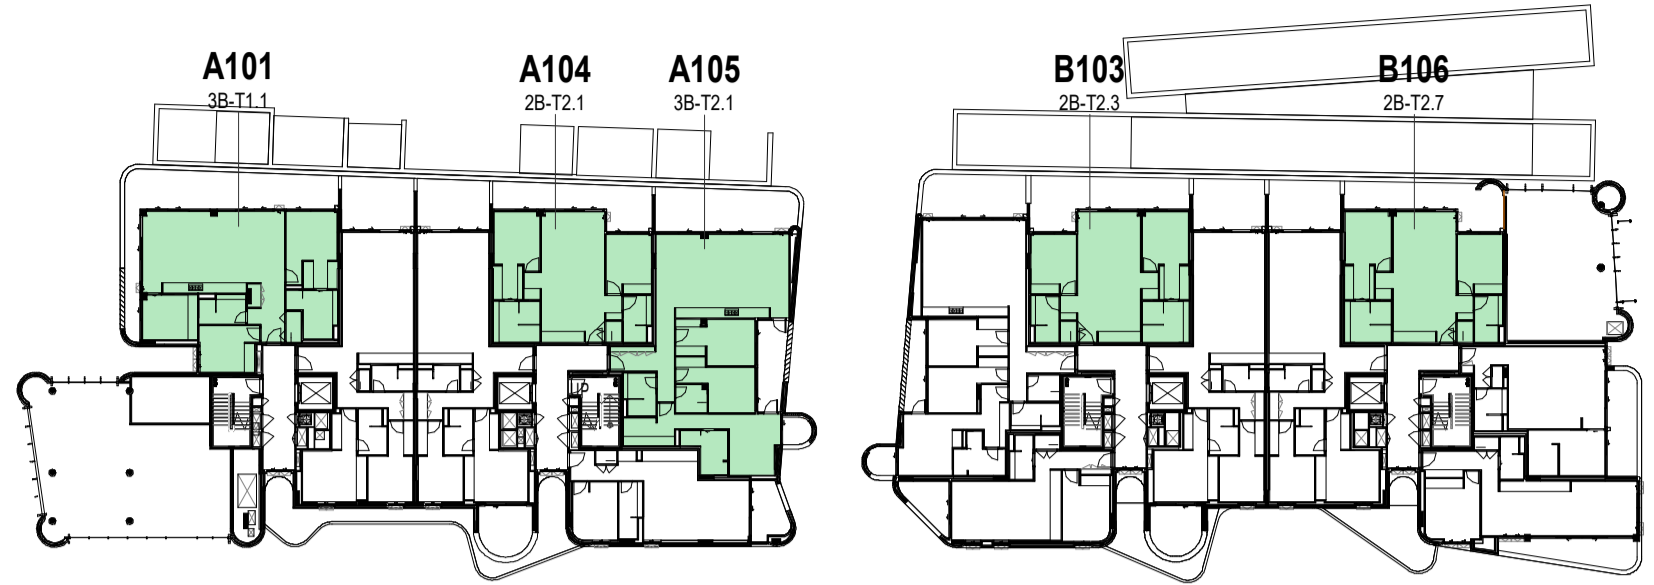 A101
3B-T1.1
A104
2B-T2.1
A105
3B-T2.1
B103
2B-T2.3
B106
2B-T2.7